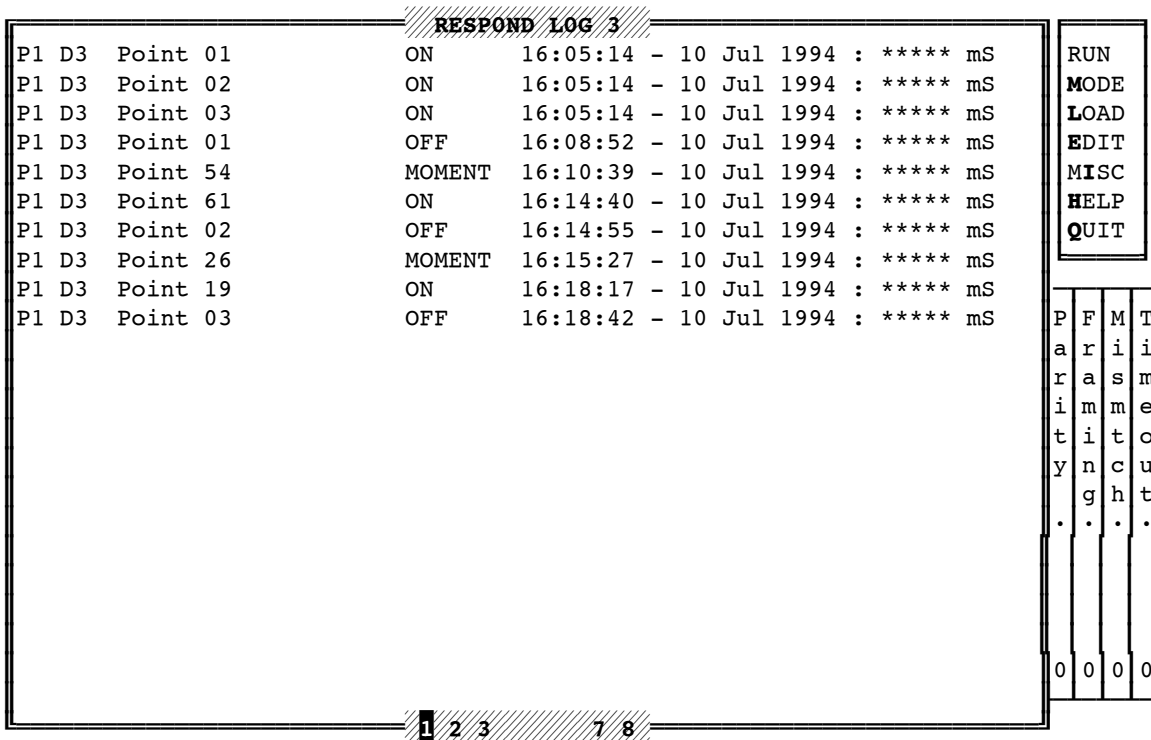 RESPOND LOG 3
P1 D3 Point 01 ON 16:05:14 - 10 Jul 1994 : ***** mS
P1 D3 Point 02 ON 16:05:14 - 10 Jul 1994 : ***** mS
P1 D3 Point 03 ON 16:05:14 - 10 Jul 1994 : ***** mS
P1 D3 Point 01 OFF 16:08:52 - 10 Jul 1994 : ***** mS
P1 D3 Point 54 MOMENT 16:10:39 - 10 Jul 1994 : ***** mS
P1 D3 Point 61 ON 16:14:40 - 10 Jul 1994 : ***** mS
P1 D3 Point 02 OFF 16:14:55 - 10 Jul 1994 : ***** mS
P1 D3 Point 26 MOMENT 16:15:27 - 10 Jul 1994 : ***** mS
P1 D3 Point 19 ON 16:18:17 - 10 Jul 1994 : ***** mS
P1 D3 Point 03 OFF 16:18:42 - 10 Jul 1994 : ***** mS
1 2 3 7 8
RUN
MODE
LOAD
EDIT
MISC
HELP
QUIT
Parity .
Framing .
Mismtch .
Timeout .
0 0 0 0